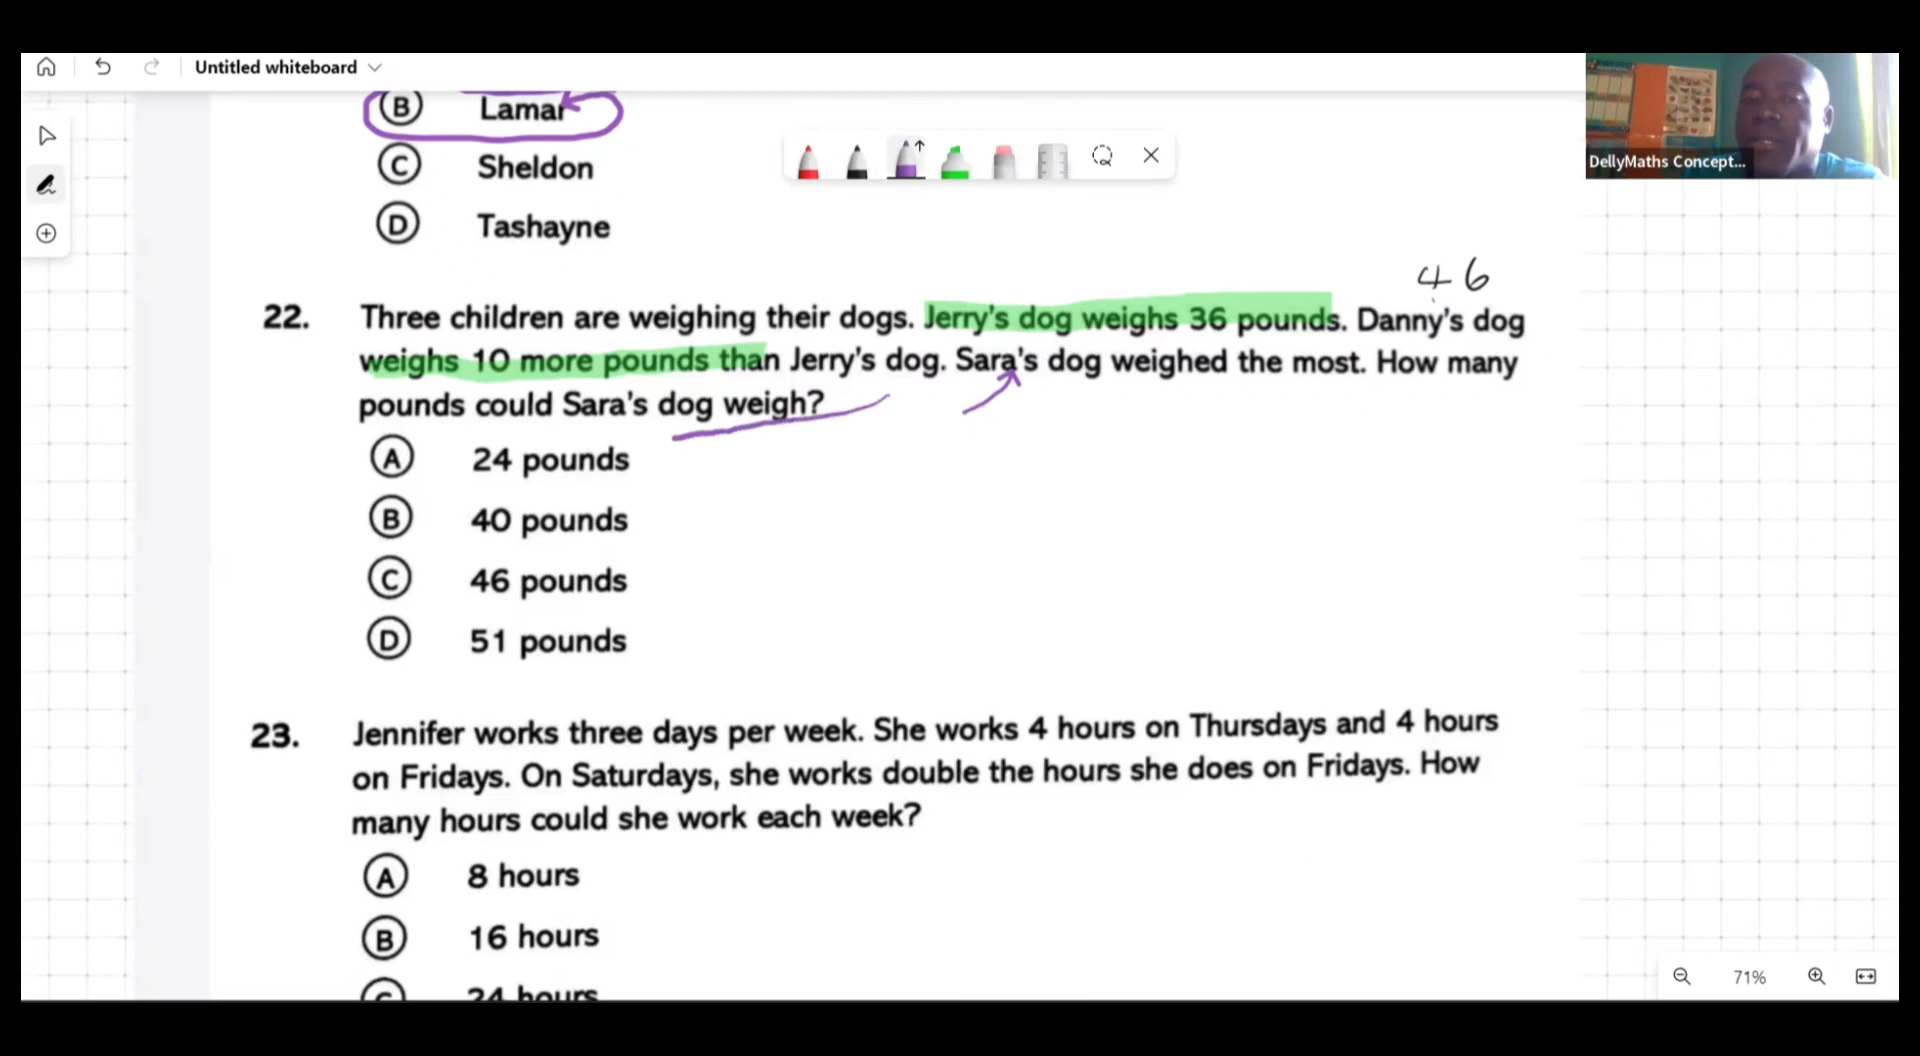 Untitled whiteboard
B Lamar
C Sheldon
D Tashayne
DellyMaths Concept...
46
22. Three children are weighing their dogs. Jerry's dog weighs 36 pounds. Danny's dog
weighs 10 more pounds than Jerry's dog. Sara's dog weighed the most. How many
pounds could Sara's dog weigh?
A 24 pounds
B 40 pounds
C 46 pounds
D 51 pounds
23. Jennifer works three days per week. She works 4 hours on Thursdays and 4 hours
on Fridays. On Saturdays, she works double the hours she does on Fridays. How
many hours could she work each week?
A 8 hours
B 16 hours
C 24 hours
71%